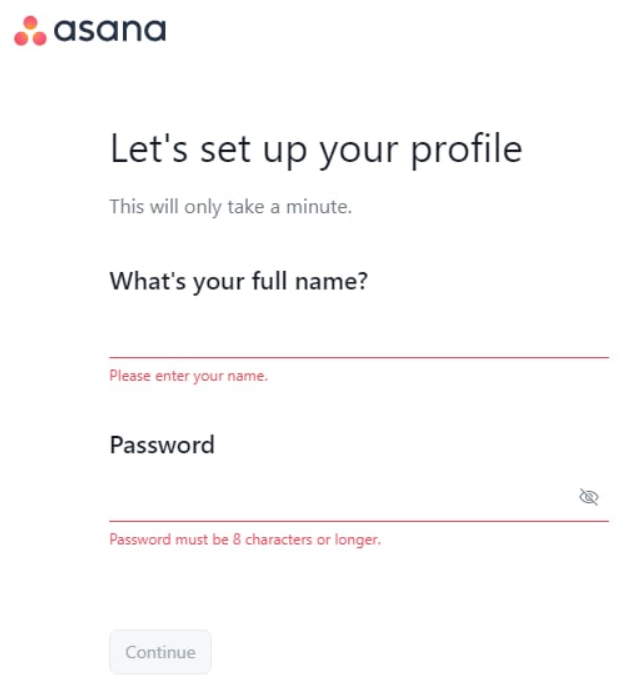 asana
Let's set up your profile
This will only take a minute.
What's your full name?
Please enter your name.
Password
Password must be 8 characters or longer.
Continue